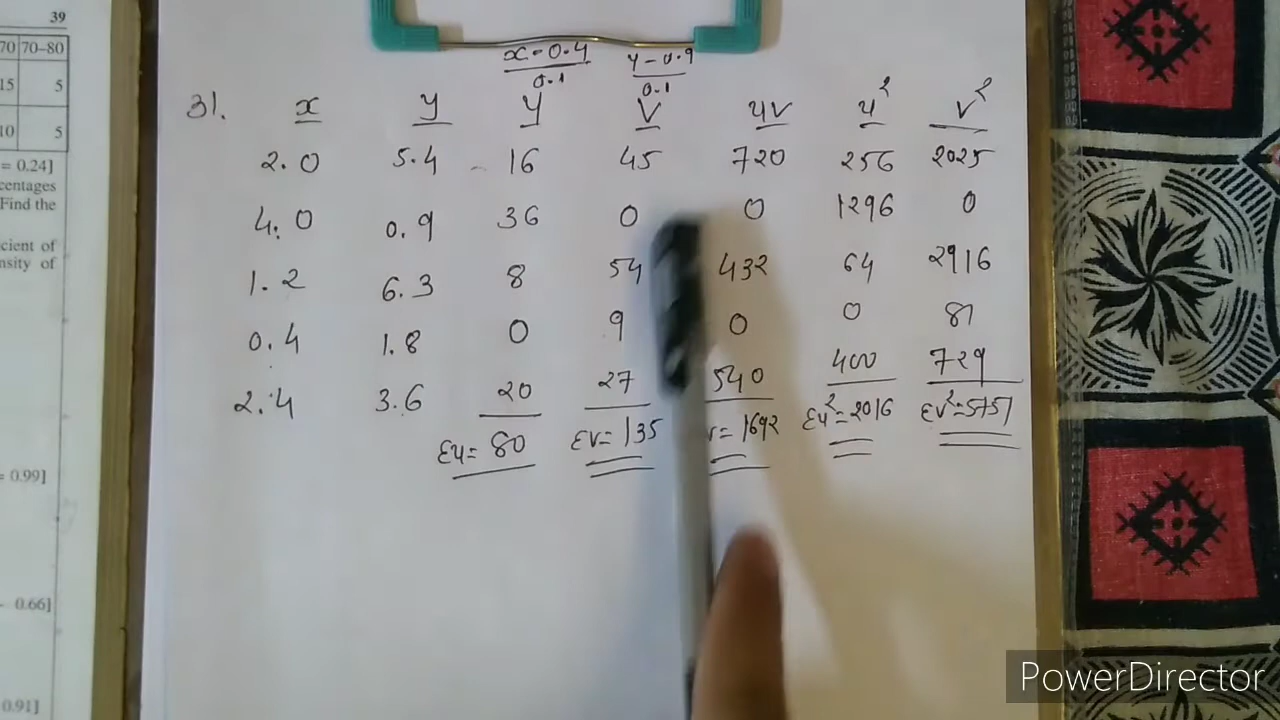 39
70 70-80
15 5
10 5
= 0.24]
centages
Find the
cient of
nsity of
= 0.99]
- 0.66]
0.91]
x-0.4/0.1 y-0.9/0.1
31. x y u v uv u² v²
2.0 5.4 16 45 720 256 2025
4.0 0.9 36 0 0 1296 0
1.2 6.3 8 54 432 64 2916
0.4 1.8 0 9 0 0 81
2.4 3.6 20 27 540 400 729
Σu= 80 Σv= 135 v= 1692 Σu²=2016 Σv²=5751
PowerDirector